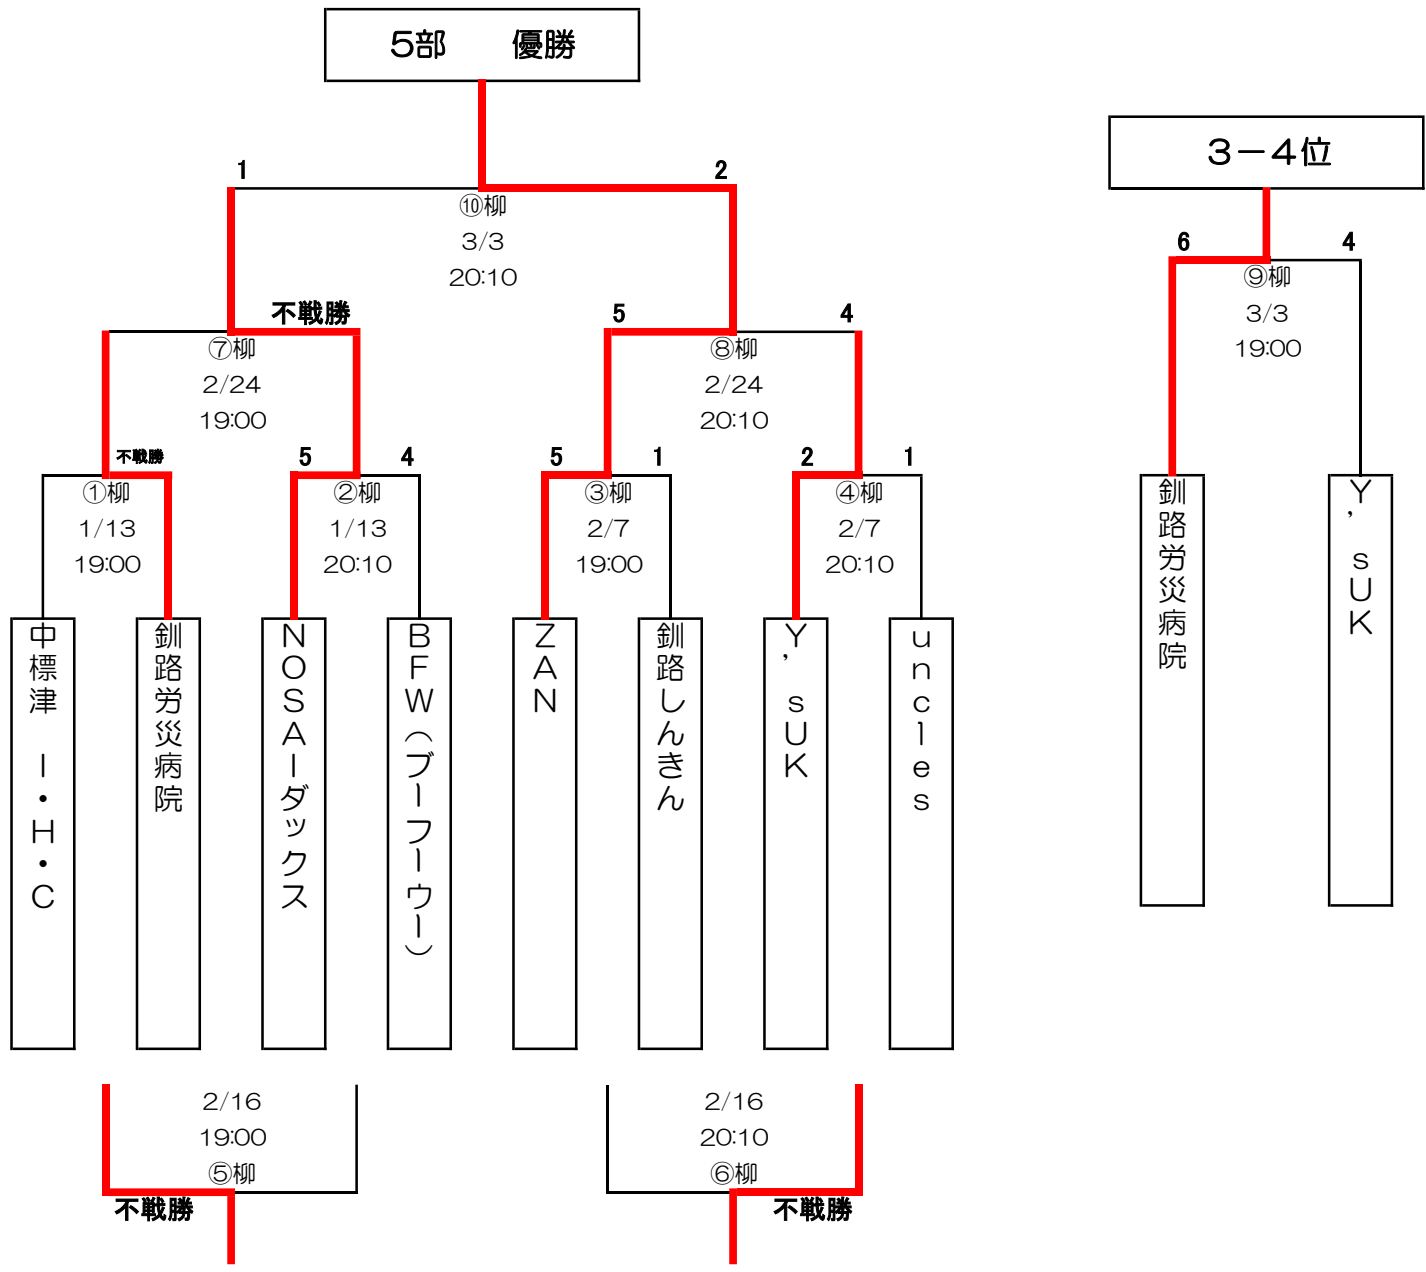 5部　優勝
3－4位
1
2
⑩柳
3/3
20:10
6
4
⑨柳
3/3
19:00
不戦勝
5
4
⑦柳
2/24
19:00
⑧柳
2/24
20:10
不戦勝
5
4
5
1
2
1
①柳
1/13
19:00
②柳
1/13
20:10
③柳
2/7
19:00
④柳
2/7
20:10
中標津　I・H・C
釧路労災病院
NOSAIダックス
BFW（ブーフーウー）
ZAN
釧路しんきん
Y’sUK
uncles
釧路労災病院
Y’sUK
2/16
19:00
⑤柳
不戦勝
2/16
20:10
⑥柳
不戦勝